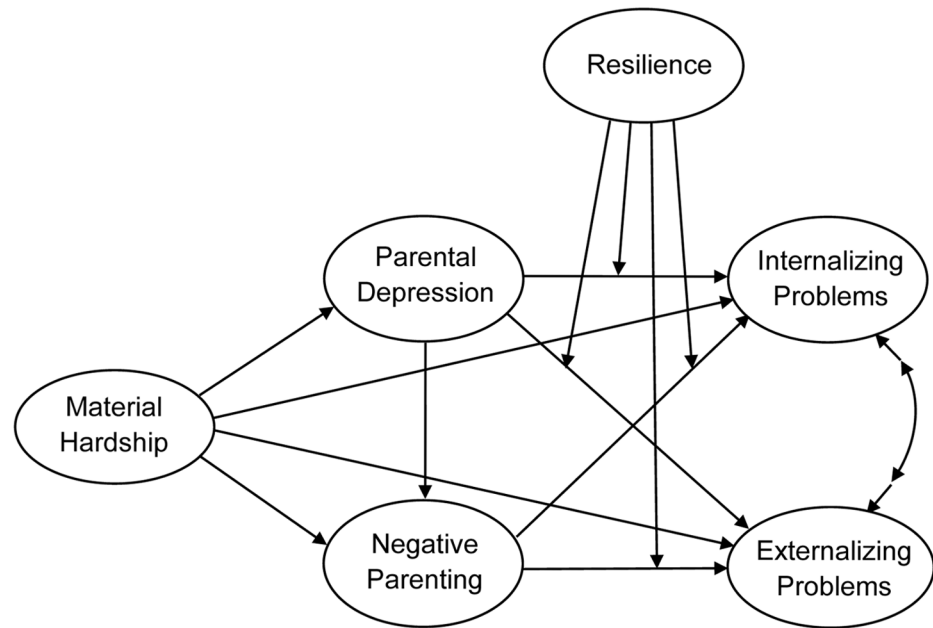 Resilience
Parental
Depression
Internalizing
Problems
Material
Hardship
Negative
Parenting
Externalizing
Problems